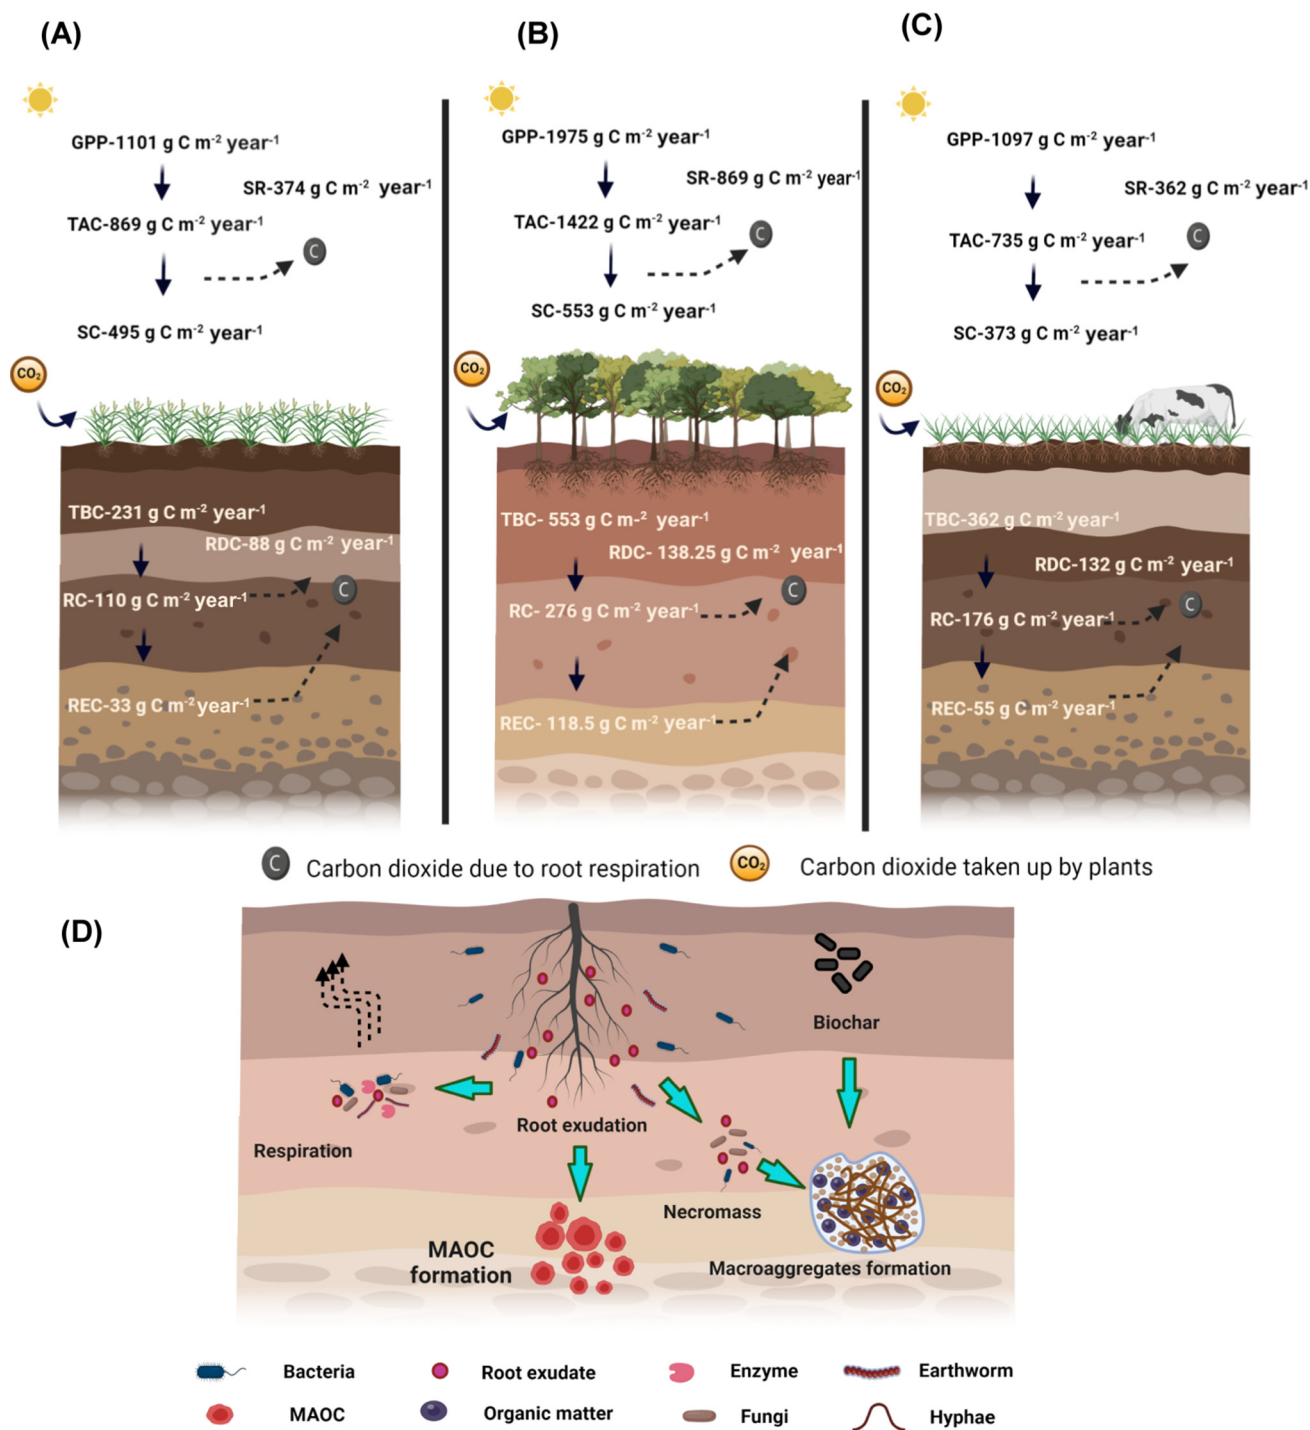 (A)
GPP-1101 g C m⁻² year⁻¹
SR-374 g C m⁻² year⁻¹
TAC-869 g C m⁻² year⁻¹
C
SC-495 g C m⁻² year⁻¹
CO₂
TBC-231 g C m⁻² year⁻¹
RDC-88 g C m⁻² year⁻¹
C
RC-110 g C m⁻² year⁻¹
REC-33 g C m⁻² year⁻¹
(B)
GPP-1975 g C m⁻² year⁻¹
SR-869 g C m⁻² year⁻¹
TAC-1422 g C m⁻² year⁻¹
C
SC-553 g C m⁻² year⁻¹
CO₂
TBC- 553 g C m-² year⁻¹
RDC- 138.25 g C m⁻² year⁻¹
C
RC- 276 g C m⁻² year⁻¹
REC- 118.5 g C m⁻² year⁻¹
(C)
GPP-1097 g C m⁻² year⁻¹
SR-362 g C m⁻² year⁻¹
TAC-735 g C m⁻² year⁻¹
C
SC-373 g C m⁻² year⁻¹
CO₂
TBC-362 g C m⁻² year⁻¹
RDC-132 g C m⁻² year⁻¹
C
RC-176 g C m⁻² year⁻¹
REC-55 g C m⁻² year⁻¹
C Carbon dioxide due to root respiration
CO₂ Carbon dioxide taken up by plants
(D)
Biochar
Root exudation
Respiration
Necromass
MAOC
formation
Macroaggregates formation
Bacteria
Root exudate
Enzyme
Earthworm
MAOC
Organic matter
Fungi
Hyphae